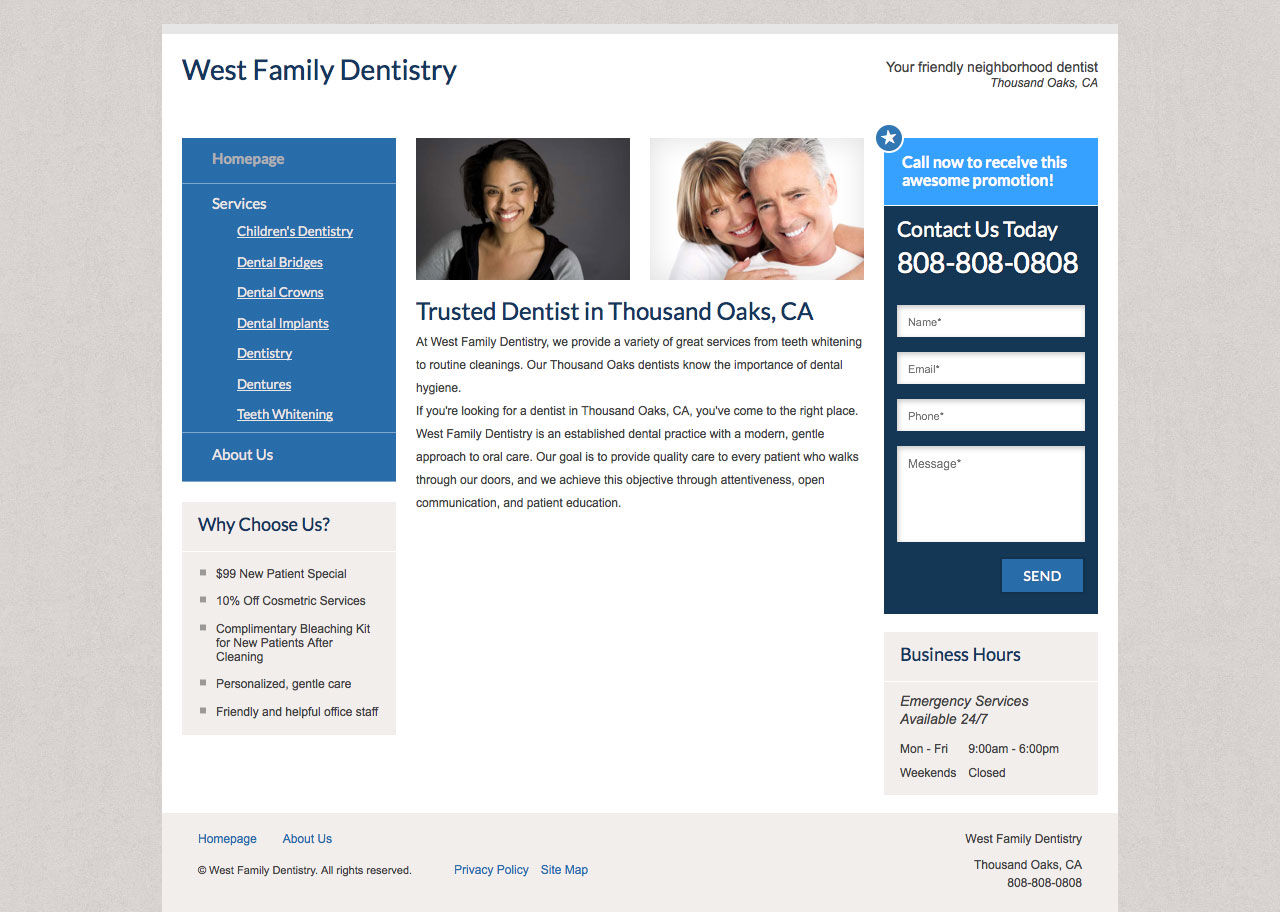 West Family Dentistry
Your friendly neighborhood dentist
Thousand Oaks, CA
Homepage
Services
Children's Dentistry
Dental Bridges
Dental Crowns
Dental Implants
Dentistry
Dentures
Teeth Whitening
About Us
Why Choose Us?
$99 New Patient Special
10% Off Cosmetric Services
Complimentary Bleaching Kit
for New Patients After
Cleaning
Personalized, gentle care
Friendly and helpful office staff
Trusted Dentist in Thousand Oaks, CA
At West Family Dentistry, we provide a variety of great services from teeth whitening
to routine cleanings. Our Thousand Oaks dentists know the importance of dental
hygiene.
If you're looking for a dentist in Thousand Oaks, CA, you've come to the right place.
West Family Dentistry is an established dental practice with a modern, gentle
approach to oral care. Our goal is to provide quality care to every patient who walks
through our doors, and we achieve this objective through attentiveness, open
communication, and patient education.
Call now to receive this
awesome promotion!
Contact Us Today
808-808-0808
Name*
Email*
Phone*
Message*
SEND
Business Hours
Emergency Services
Available 24/7
Mon - Fri 9:00am - 6:00pm
Weekends Closed
Homepage About Us
© West Family Dentistry. All rights reserved. Privacy Policy Site Map
West Family Dentistry
Thousand Oaks, CA
808-808-0808